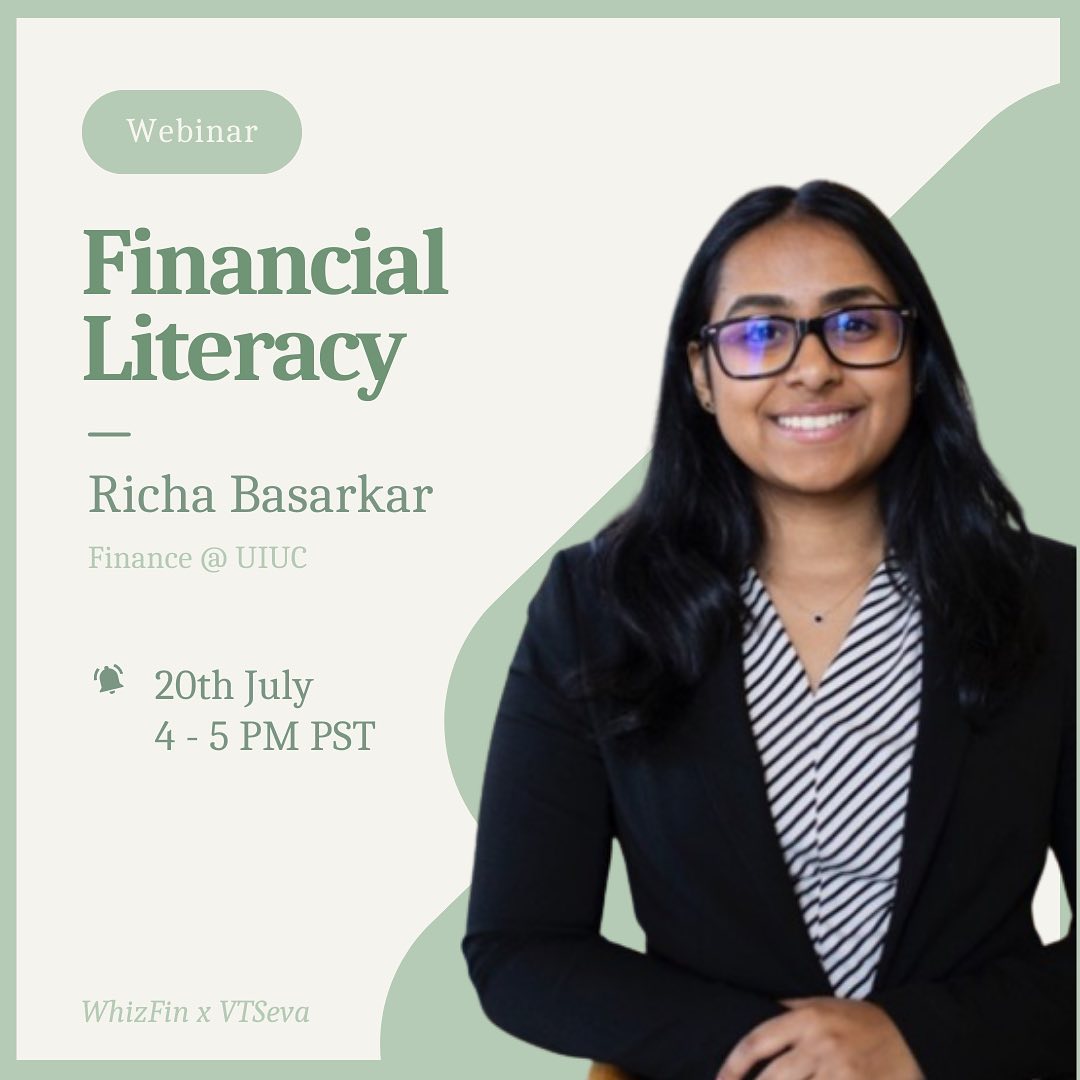 Webinar
Financial
Literacy
Richa Basarkar
Finance @ UIUC
20th July
4 - 5 PM PST
WhizFin x VTSeva